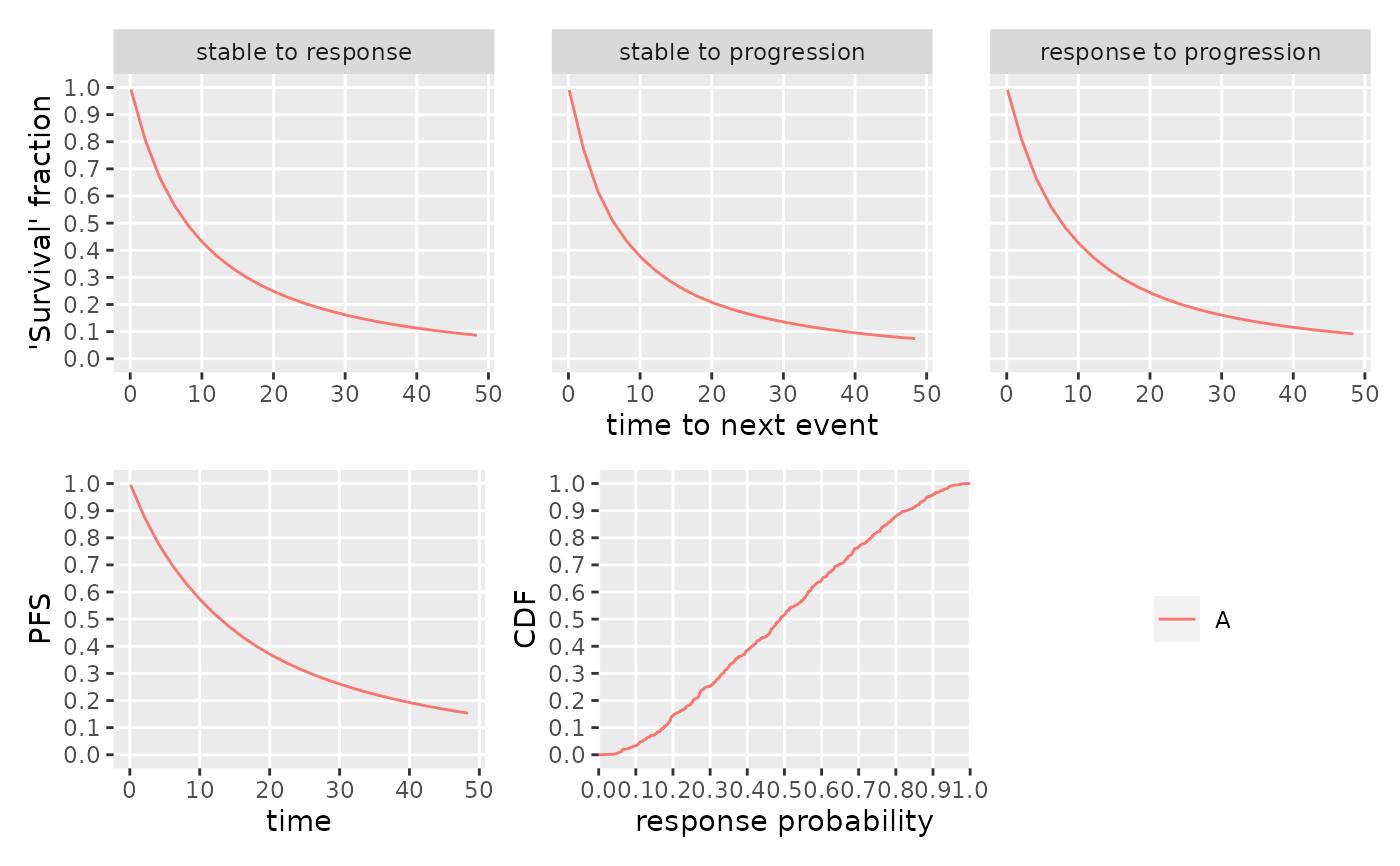 stable to response
stable to progression
response to progression
'Survival' fraction
1.0
0.9
0.8
0.7
0.6
0.5
0.4
0.3
0.2
0.1
0.0
0 10 20 30 40 50
0 10 20 30 40 50
0 10 20 30 40 50
time to next event
PFS
1.0
0.9
0.8
0.7
0.6
0.5
0.4
0.3
0.2
0.1
0.0
0 10 20 30 40 50
time
CDF
1.0
0.9
0.8
0.7
0.6
0.5
0.4
0.3
0.2
0.1
0.0
0.0 0.1 0.2 0.3 0.4 0.5 0.6 0.7 0.8 0.9 1.0
response probability
A